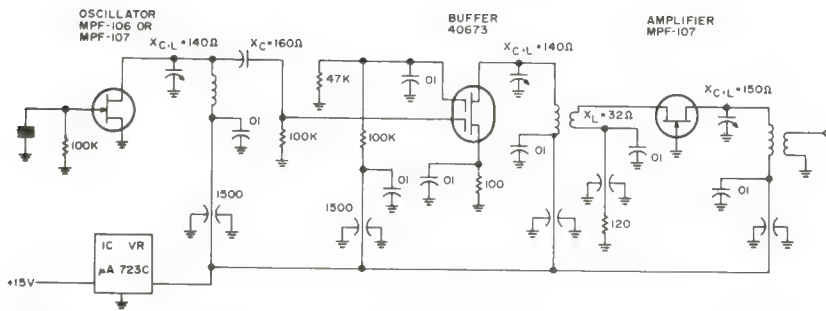 OSCILLATOR
MPF-106 OR
MPF-107
BUFFER
40673
AMPLIFIER
MPF-107
XC,L=140Ω
XC=160Ω
XC,L=140Ω
XC,L=150Ω
47K
01
XL=32Ω
100K
01
100K
100K
01
01
01
01
100
01
1500
1500
120
IC VR
μA 723C
+15V